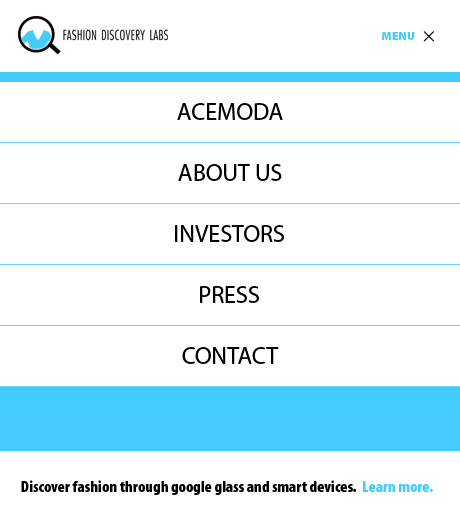 FASHION DISCOVERY LABS
MENU
ACEMODA
ABOUT US
INVESTORS
PRESS
CONTACT
Discover fashion through google glass and smart devices. Learn more.